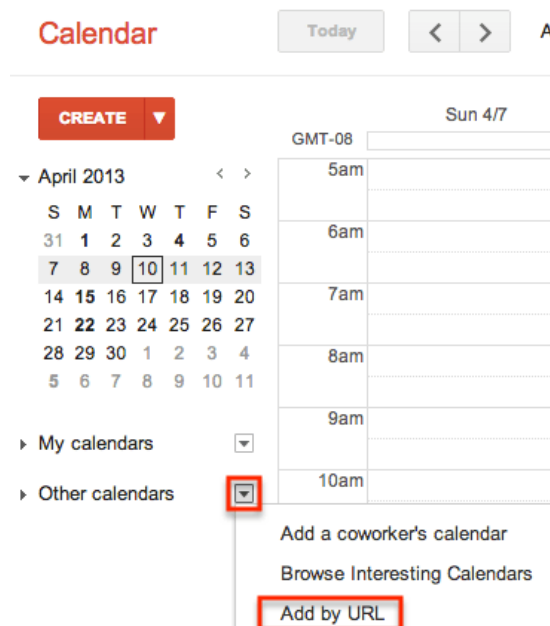 Calendar
Today
< >
A
CREATE
April 2013 < >
S M T W T F S
31 1 2 3 4 5 6
7 8 9 10 11 12 13
14 15 16 17 18 19 20
21 22 23 24 25 26 27
28 29 30 1 2 3 4
5 6 7 8 9 10 11
My calendars
Other calendars
Sun 4/7
GMT-08
5am
6am
7am
8am
9am
10am
Add a coworker's calendar
Browse Interesting Calendars
Add by URL